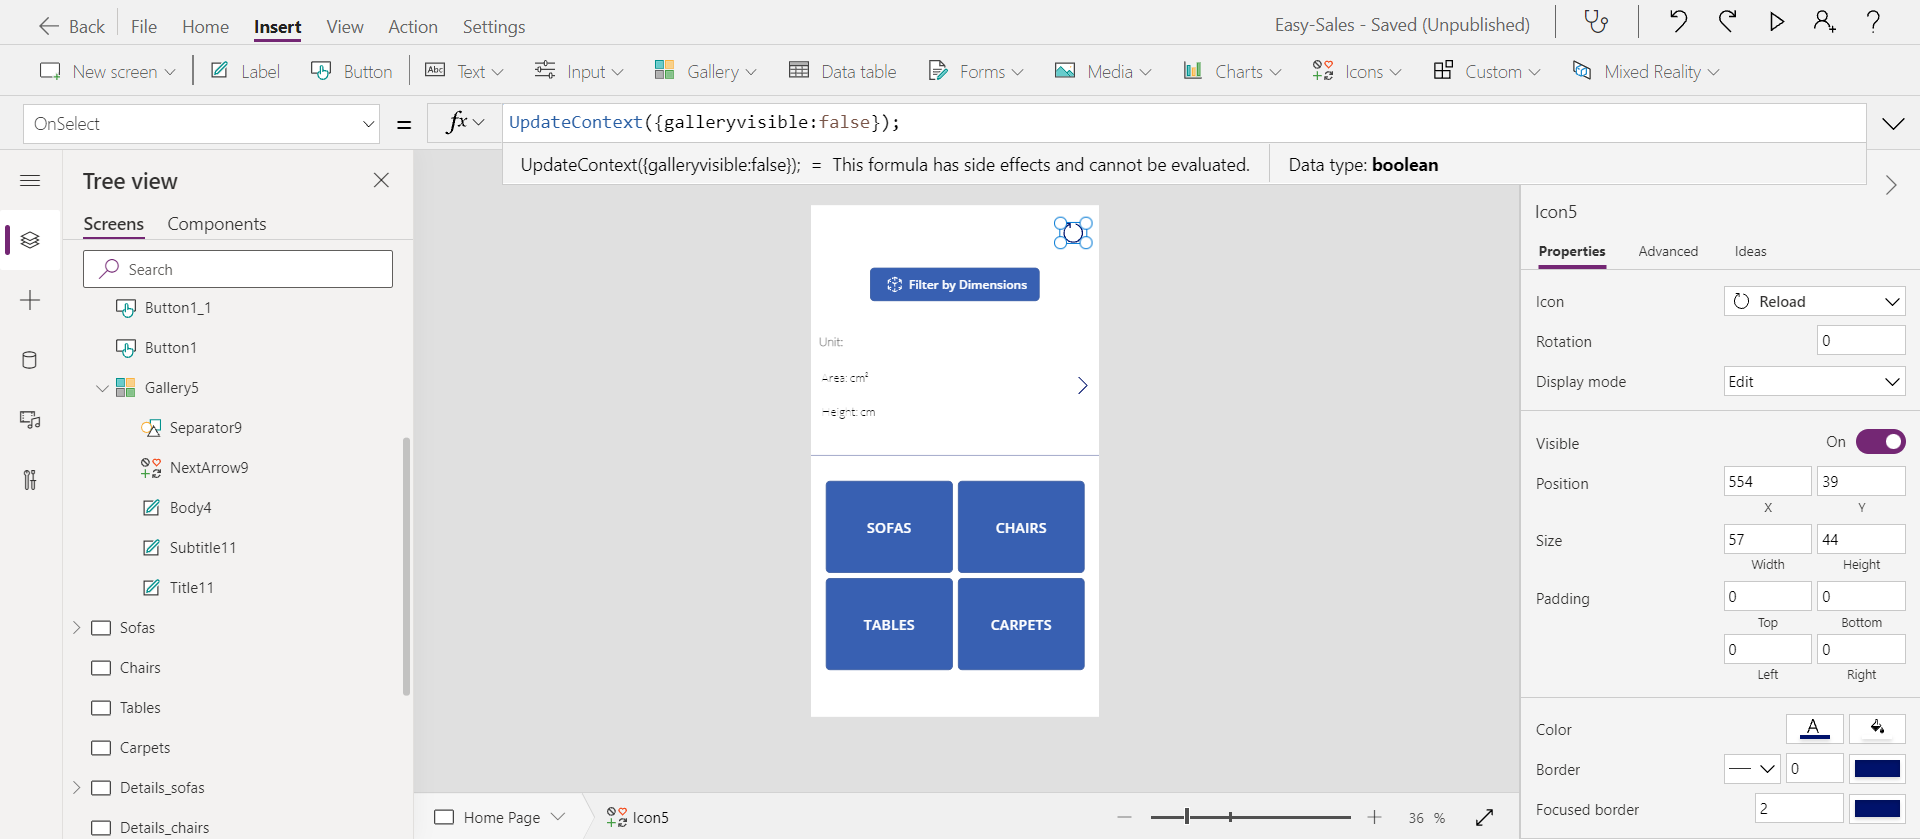 Back File Home Insert View Action Settings Easy-Sales - Saved (Unpublished)
New screen Label Button Abc Text Input Gallery Data table Forms Media Charts Icons Custom Mixed Reality
OnSelect = fx UpdateContext({galleryvisible:false});
UpdateContext({galleryvisible:false}); = This formula has side effects and cannot be evaluated. Data type: boolean
Tree view
Screens Components
Search
Button1_1
Button1
Gallery5
Separator9
NextArrow9
Body4
Subtitle11
Title11
Sofas
Chairs
Tables
Carpets
Details_sofas
Details_chairs
Filter by Dimensions
Unit:
Area: cm²
Height: cm
SOFAS CHAIRS
TABLES CARPETS
Home Page Icon5 36 %
Icon5
Properties Advanced Ideas
Icon Reload
Rotation 0
Display mode Edit
Visible On
Position 554 39
X Y
Size 57 44
Width Height
Padding 0 0
Top Bottom
0 0
Left Right
Color A
Border 0
Focused border 2